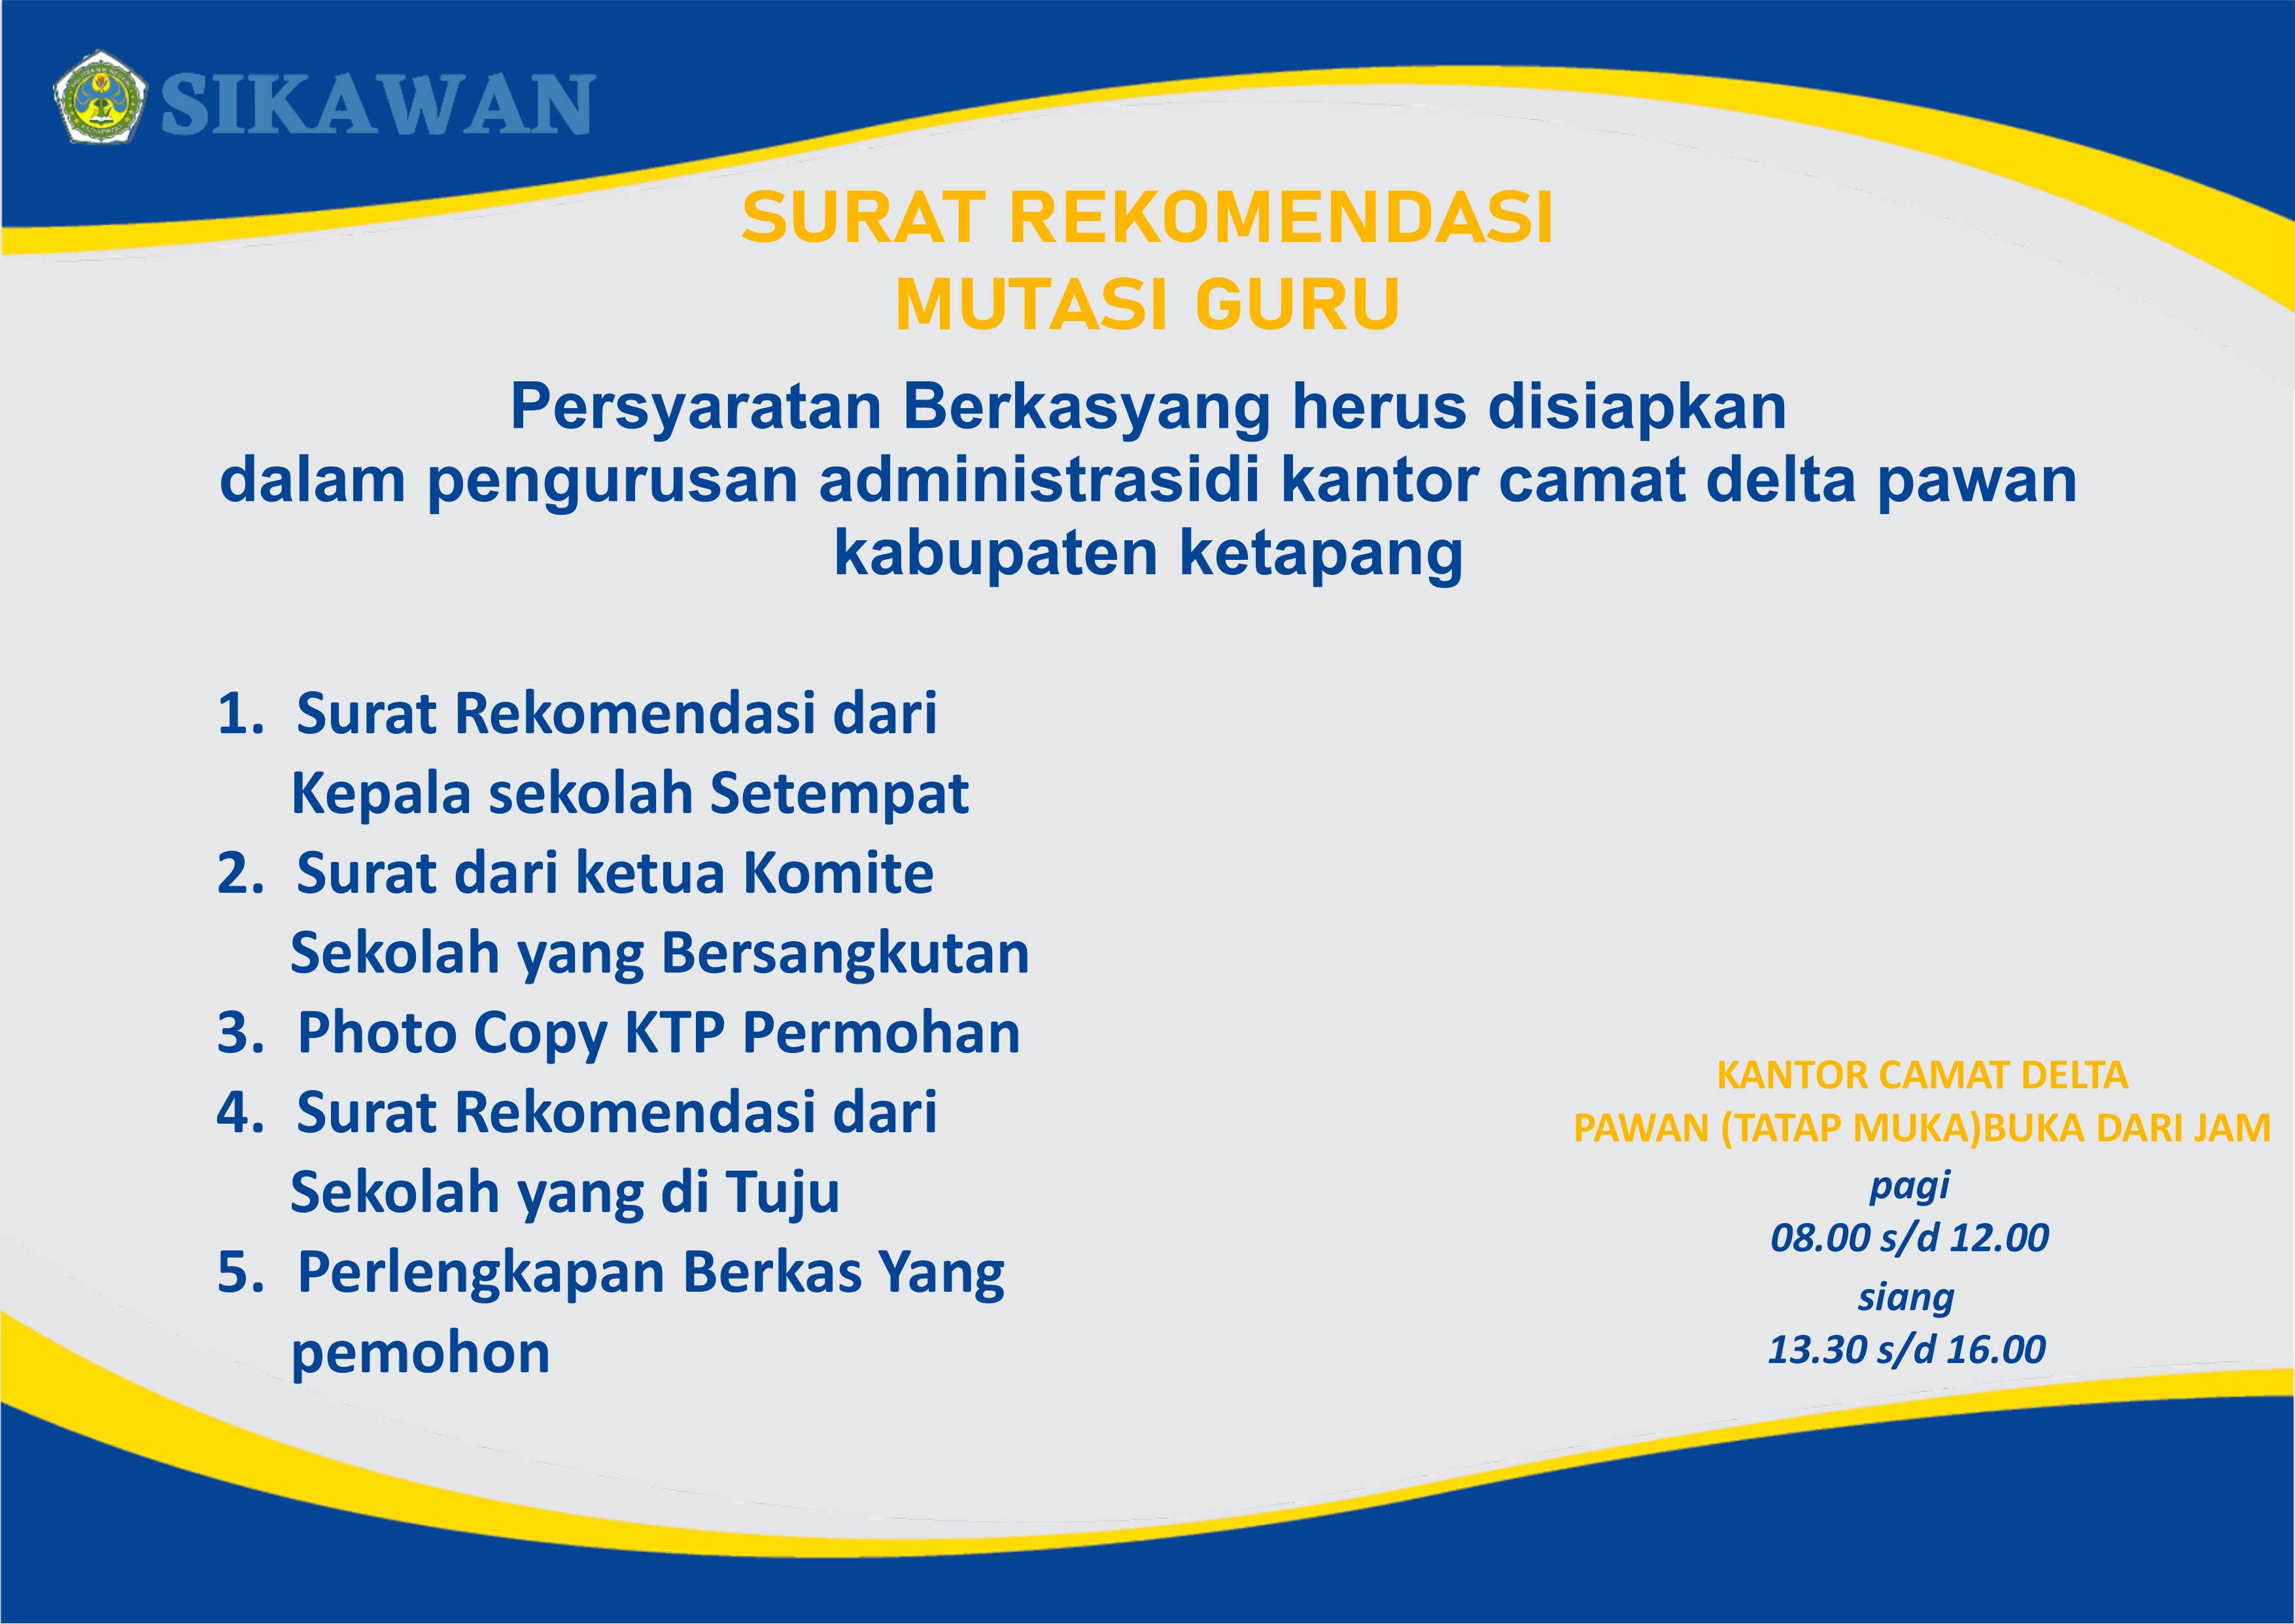 SIKAWAN
SURAT REKOMENDASI
MUTASI GURU
Persyaratan Berkasyang herus disiapkan
dalam pengurusan administrasidi kantor camat delta pawan
kabupaten ketapang
1. Surat Rekomendasi dari
Kepala sekolah Setempat
2. Surat dari ketua Komite
Sekolah yang Bersangkutan
3. Photo Copy KTP Permohan
4. Surat Rekomendasi dari
Sekolah yang di Tuju
5. Perlengkapan Berkas Yang
pemohon
KANTOR CAMAT DELTA
PAWAN (TATAP MUKA)BUKA DARI JAM
pagi
08.00 s/d 12.00
siang
13.30 s/d 16.00